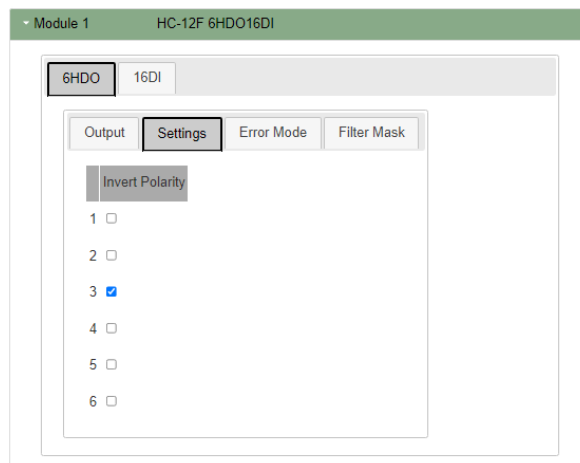 Module 1 HC-12F 6HDO16DI
6HDO 16DI
Output Settings Error Mode Filter Mask
Invert Polarity
1
2
3
4
5
6